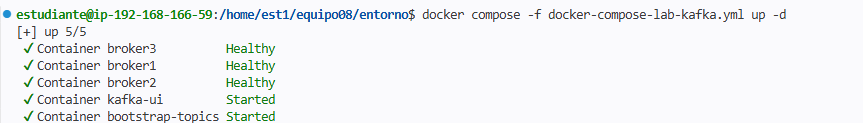 estudiante@ip-192-168-166-59:/home/est1/equipo08/entorno$ docker compose -f docker-compose-lab-kafka.yml up -d
[+] up 5/5
✓ Container broker3 Healthy
✓ Container broker1 Healthy
✓ Container broker2 Healthy
✓ Container kafka-ui Started
✓ Container bootstrap-topics Started